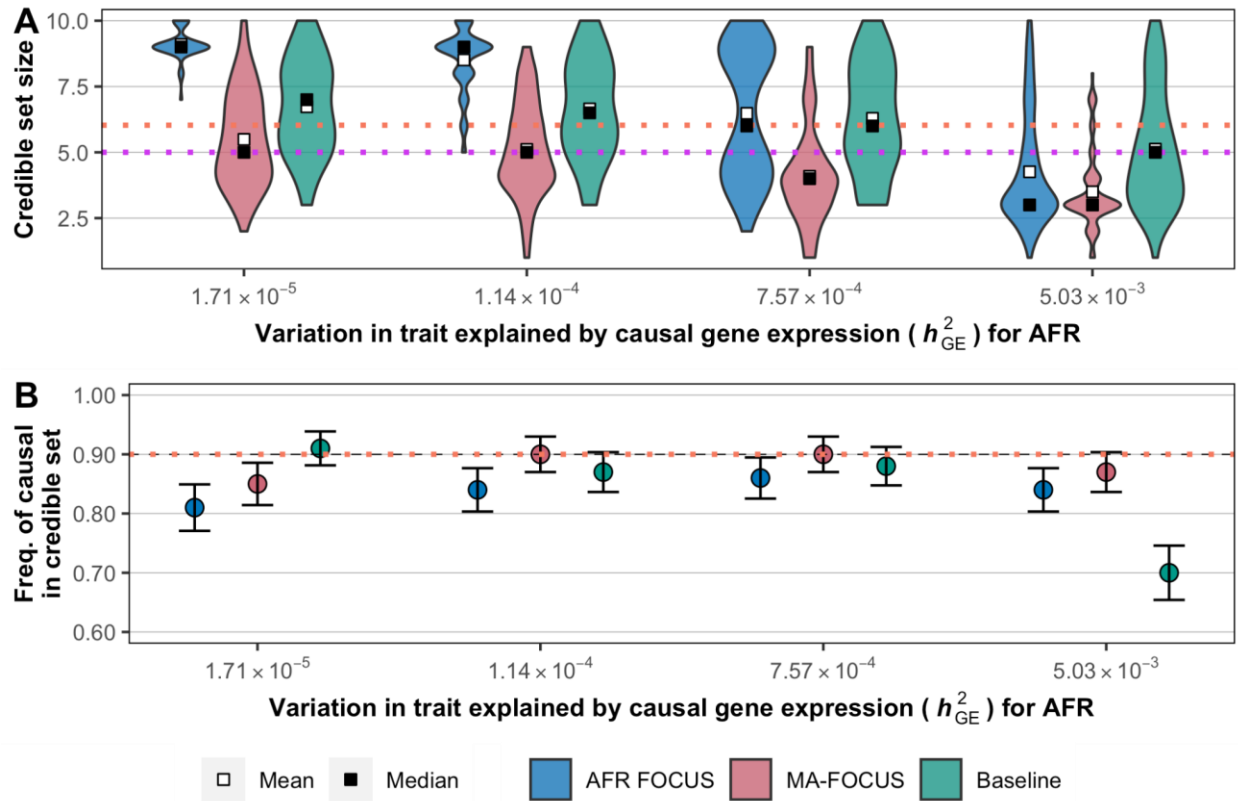 A
10.0
7.5
5.0
2.5
Credible set size
1.71 × 10⁻⁵
1.14 × 10⁻⁴
7.57 × 10⁻⁴
5.03 × 10⁻³
Variation in trait explained by causal gene expression ( h²GE ) for AFR
B
1.00
0.90
0.80
0.70
0.60
Freq. of causal
in credible set
1.71 × 10⁻⁵
1.14 × 10⁻⁴
7.57 × 10⁻⁴
5.03 × 10⁻³
Variation in trait explained by causal gene expression ( h²GE ) for AFR
Mean
Median
AFR FOCUS
MA-FOCUS
Baseline